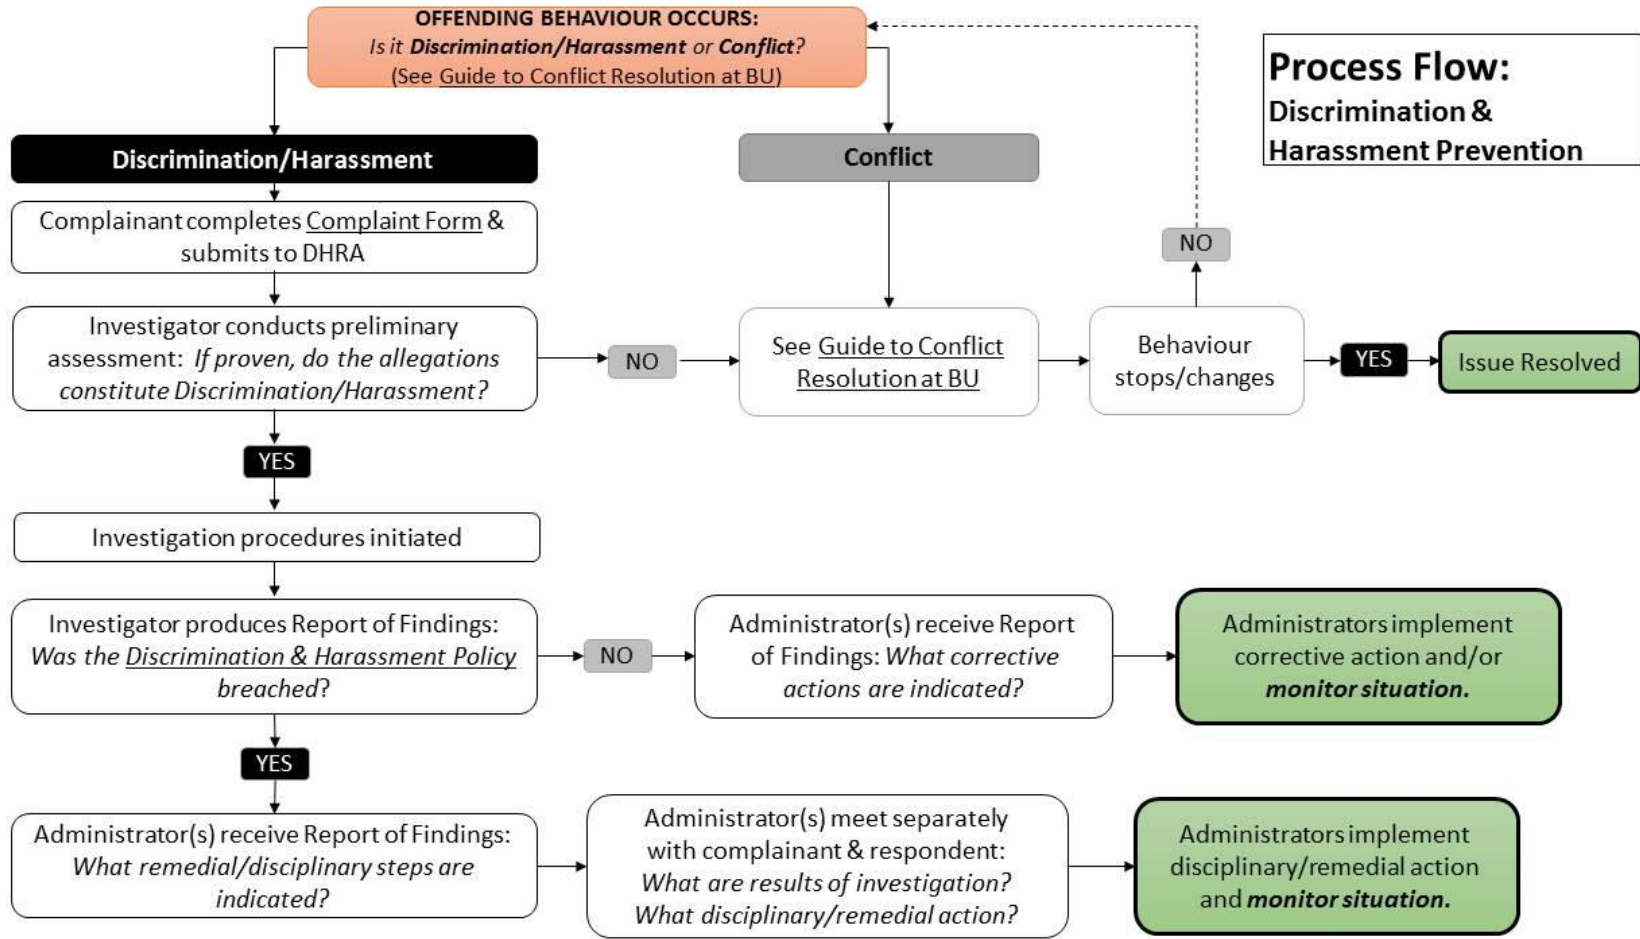 OFFENDING BEHAVIOUR OCCURS:
Is it Discrimination/Harassment or Conflict?
(See Guide to Conflict Resolution at BU)
Process Flow:
Discrimination &
Harassment Prevention
Discrimination/Harassment
Conflict
Complainant completes Complaint Form &
submits to DHRA
NO
Investigator conducts preliminary
assessment: If proven, do the allegations
constitute Discrimination/Harassment?
NO
See Guide to Conflict
Resolution at BU
Behaviour
stops/changes
YES
Issue Resolved
YES
Investigation procedures initiated
Investigator produces Report of Findings:
Was the Discrimination & Harassment Policy
breached?
NO
Administrator(s) receive Report
of Findings: What corrective
actions are indicated?
Administrators implement
corrective action and/or
monitor situation.
YES
Administrator(s) receive Report of Findings:
What remedial/disciplinary steps are
indicated?
Administrator(s) meet separately
with complainant & respondent:
What are results of investigation?
What disciplinary/remedial action?
Administrators implement
disciplinary/remedial action
and monitor situation.